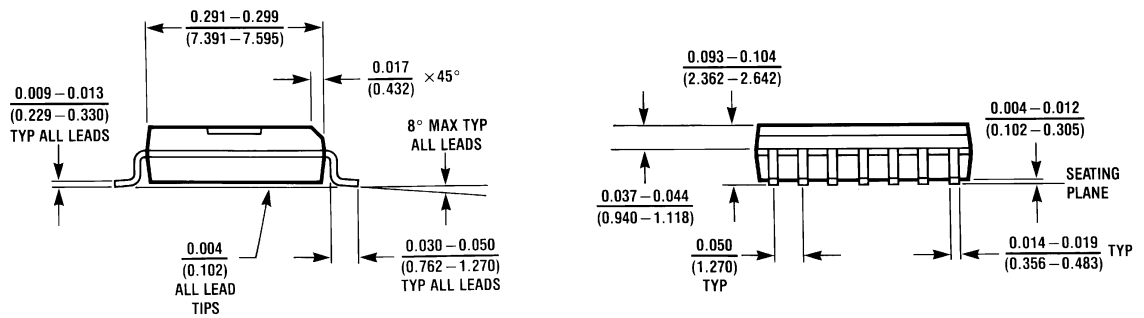 0.291 – 0.299
(7.391 – 7.595)
0.017
(0.432)
×45°
0.009 – 0.013
(0.229 – 0.330)
TYP ALL LEADS
8° MAX TYP
ALL LEADS
0.004
(0.102)
ALL LEAD
TIPS
0.030 – 0.050
(0.762 – 1.270)
TYP ALL LEADS
0.093 – 0.104
(2.362 – 2.642)
0.004 – 0.012
(0.102 – 0.305)
SEATING
PLANE
0.037 – 0.044
(0.940 – 1.118)
0.050
(1.270)
TYP
0.014 – 0.019
(0.356 – 0.483)
TYP